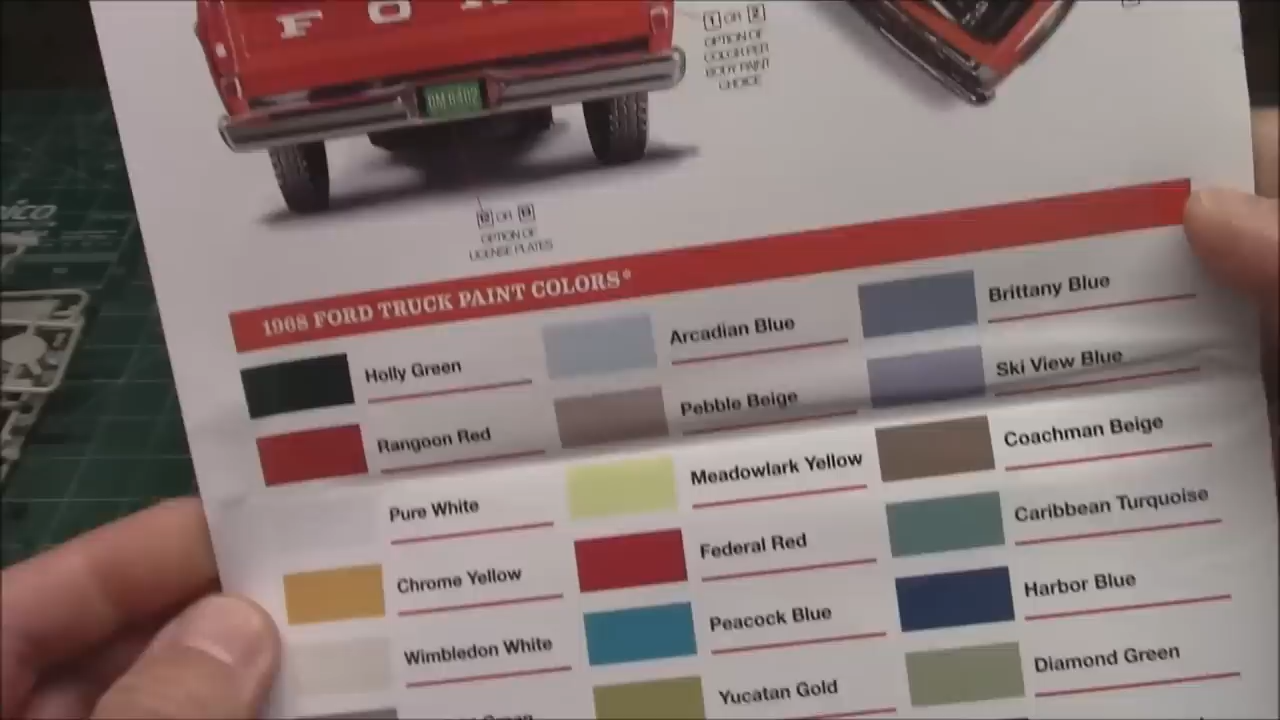 FOR
1 OR 2
OPTION OF
COLOR PER
BODY PAINT
CHOICE
OPTION OF
LICENSE PLATES
1968 FORD TRUCK PAINT COLORS
Holly Green
Arcadian Blue
Brittany Blue
Rangoon Red
Pebble Beige
Ski View Blue
Pure White
Meadowlark Yellow
Coachman Beige
Chrome Yellow
Federal Red
Caribbean Turquoise
Wimbledon White
Peacock Blue
Harbor Blue
Yucatan Gold
Diamond Green